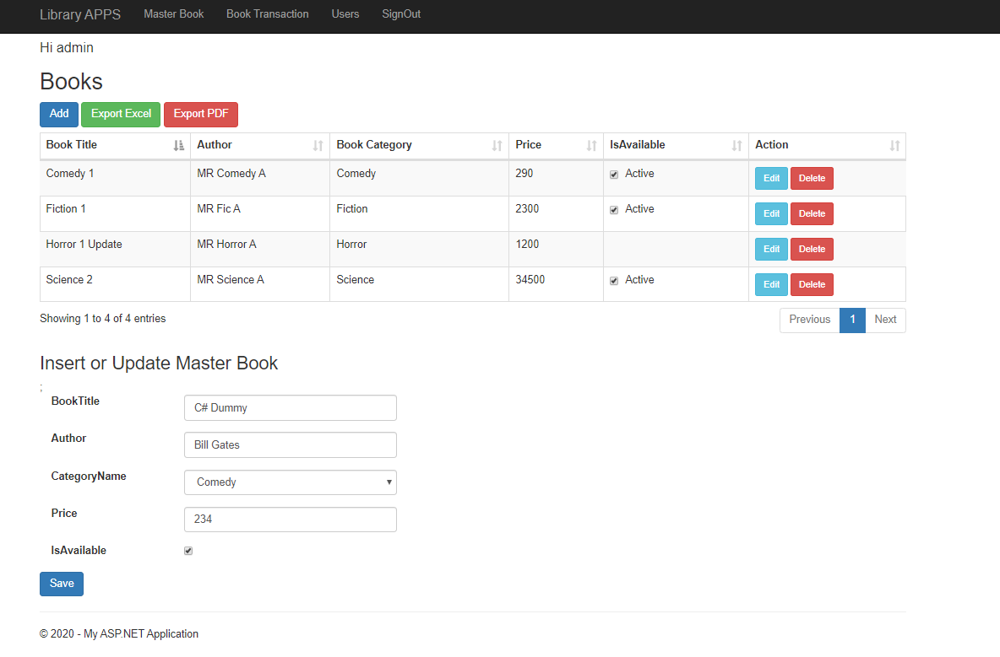 Library APPS Master Book Book Transaction Users SignOut
Hi admin
Books
Add Export Excel Export PDF
Book Title Author Book Category Price IsAvailable Action
Comedy 1 MR Comedy A Comedy 290 Active Edit Delete
Fiction 1 MR Fic A Fiction 2300 Active Edit Delete
Horror 1 Update MR Horror A Horror 1200 Edit Delete
Science 2 MR Science A Science 34500 Active Edit Delete
Showing 1 to 4 of 4 entries Previous 1 Next
Insert or Update Master Book
;
BookTitle C# Dummy
Author Bill Gates
CategoryName Comedy
Price 234
IsAvailable
Save
© 2020 - My ASP.NET Application